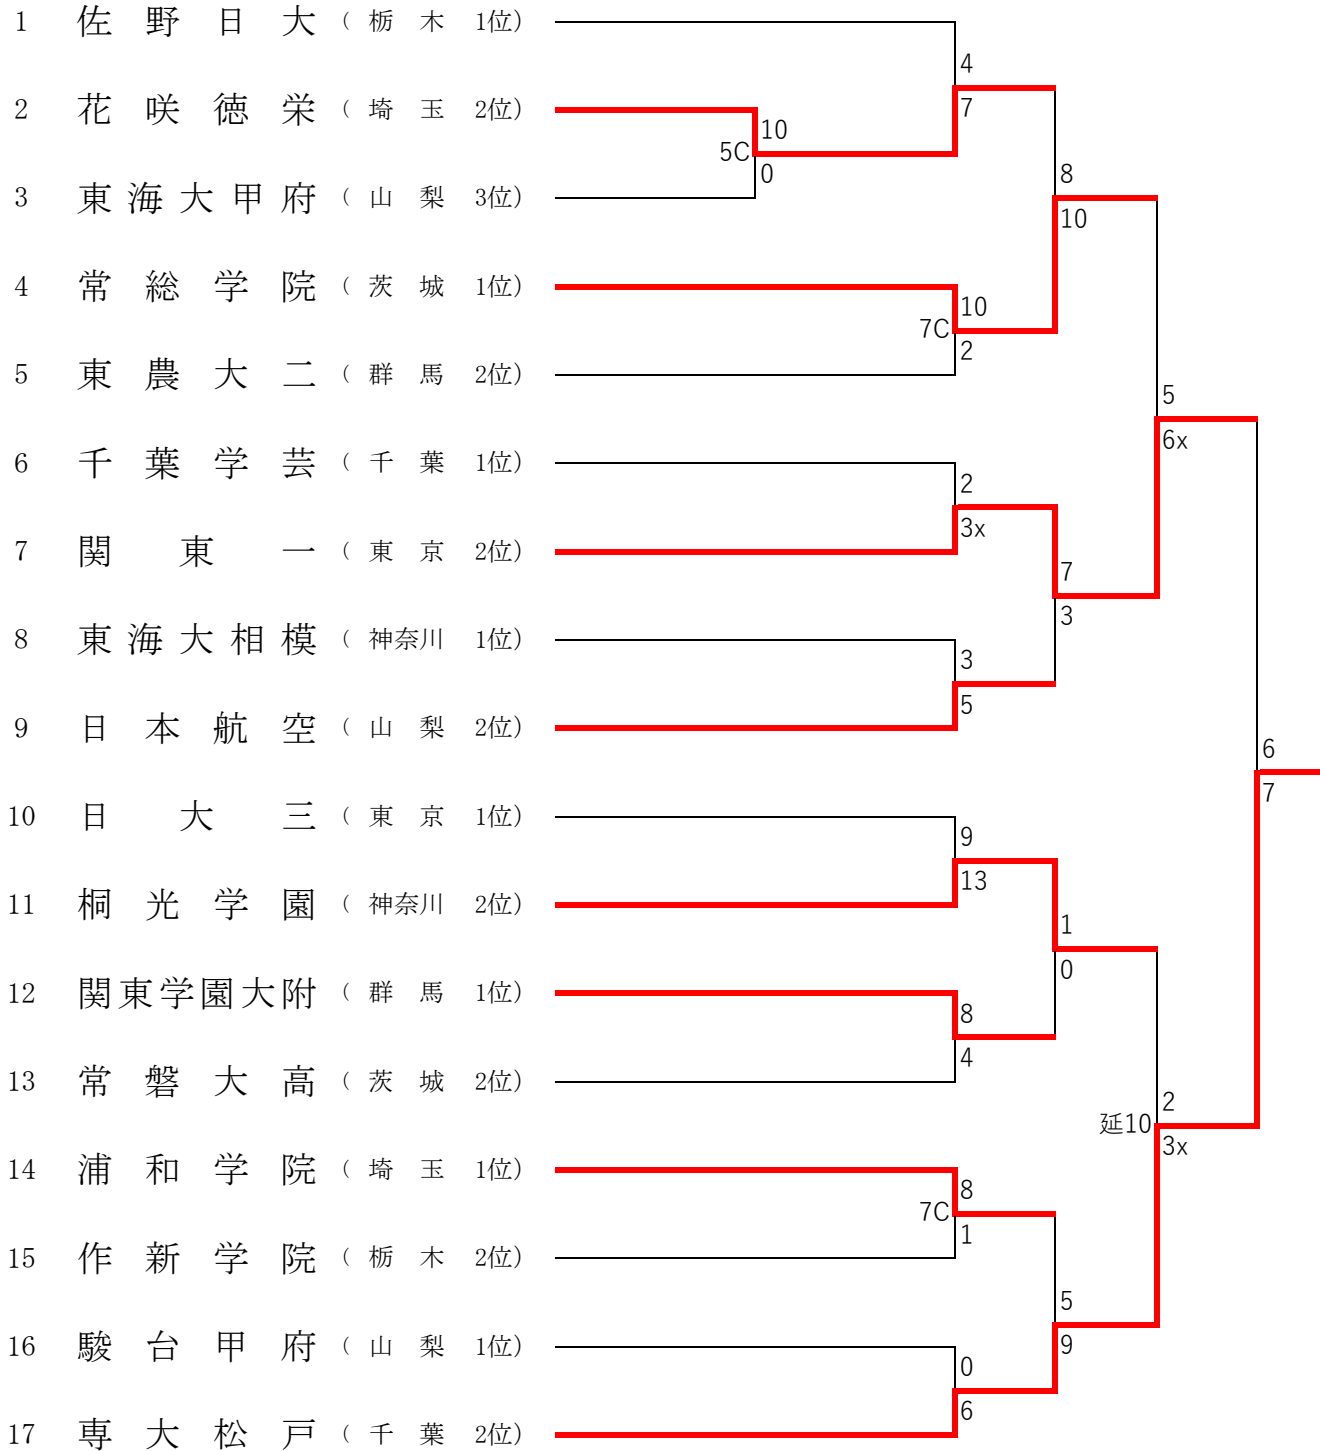 1 佐野日大 （栃木 1位）
4
2 花咲徳栄 （埼玉 2位）
7
10
5C
0
8
3 東海大甲府 （山梨 3位）
10
4 常総学院 （茨城 1位）
10
7C
2
5 東農大二 （群馬 2位）
5
6x
6 千葉学芸 （千葉 1位）
2
3x
7 関東一 （東京 2位）
7
3
8 東海大相模 （神奈川 1位）
3
5
9 日本航空 （山梨 2位）
6
7
10 日大三 （東京 1位）
9
13
11 桐光学園 （神奈川 2位）
1
0
12 関東学園大附 （群馬 1位）
8
4
13 常磐大高 （茨城 2位）
2
延10
3x
14 浦和学院 （埼玉 1位）
8
7C
1
15 作新学院 （栃木 2位）
5
9
16 駿台甲府 （山梨 1位）
0
6
17 専大松戸 （千葉 2位）